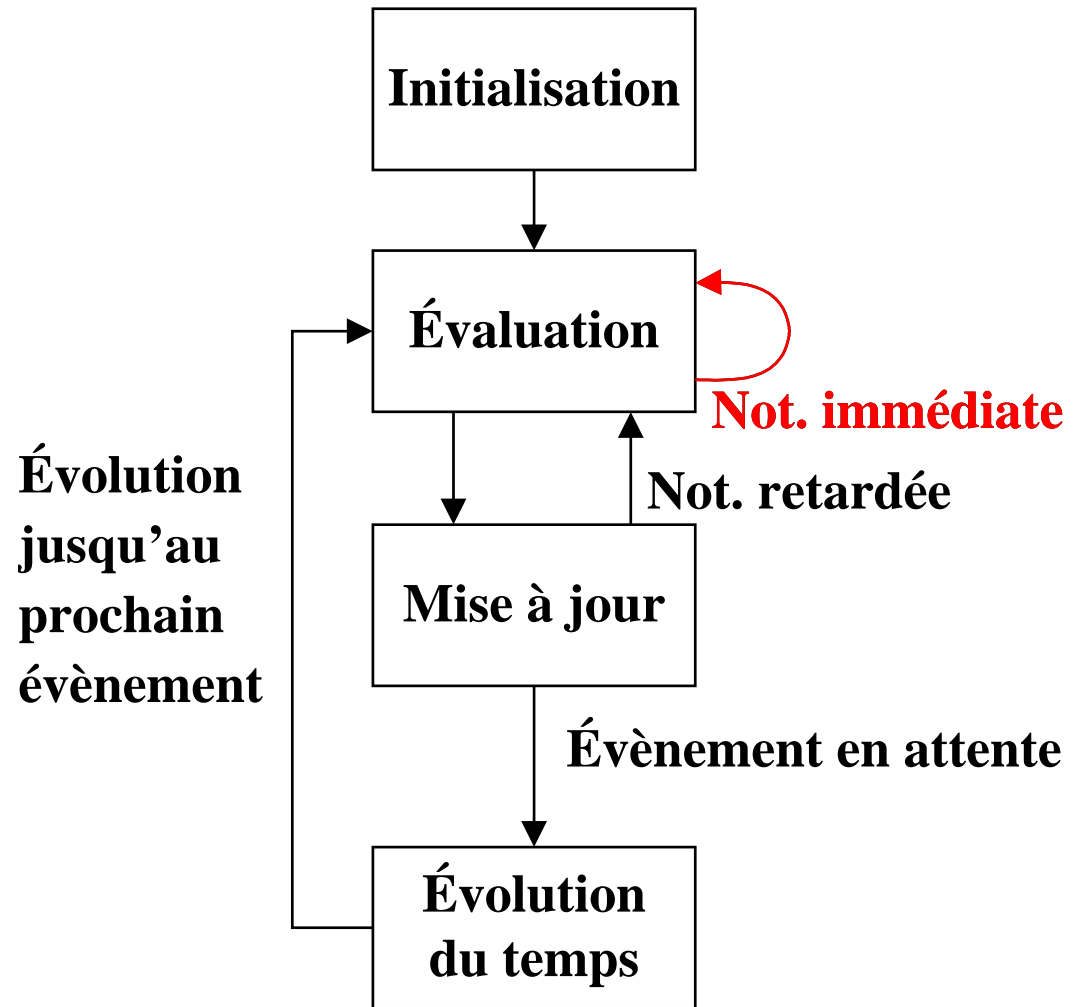 Initialisation
Évaluation
Not. immédiate
Évolution
jusqu’au
prochain
évènement
Not. retardée
Mise à jour
Évènement en attente
Évolution
du temps